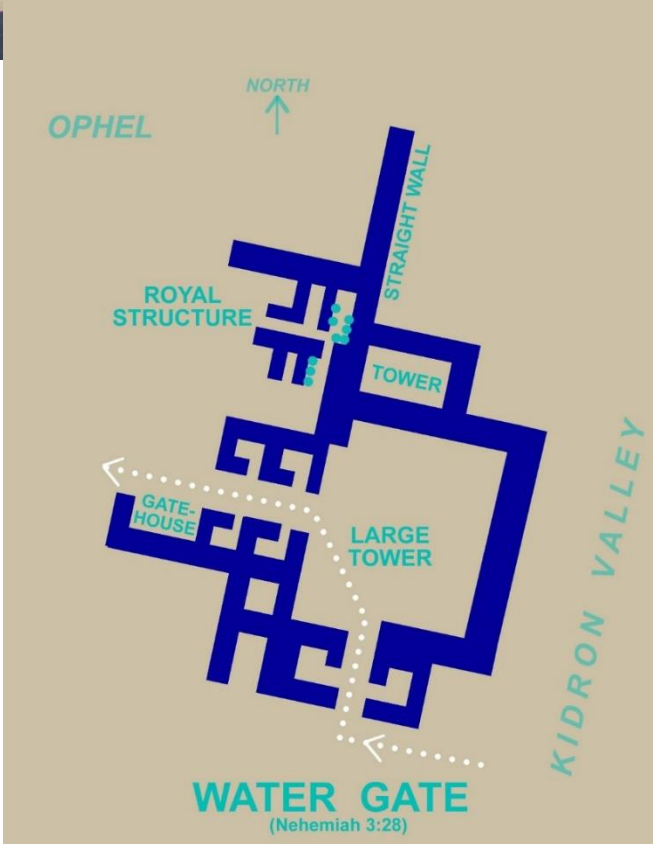 NORTH
OPHEL
STRAIGHT WALL
ROYAL
STRUCTURE
TOWER
GATE-
HOUSE
LARGE
TOWER
KIDRON VALLEY
WATER GATE
(Nehemiah 3:28)